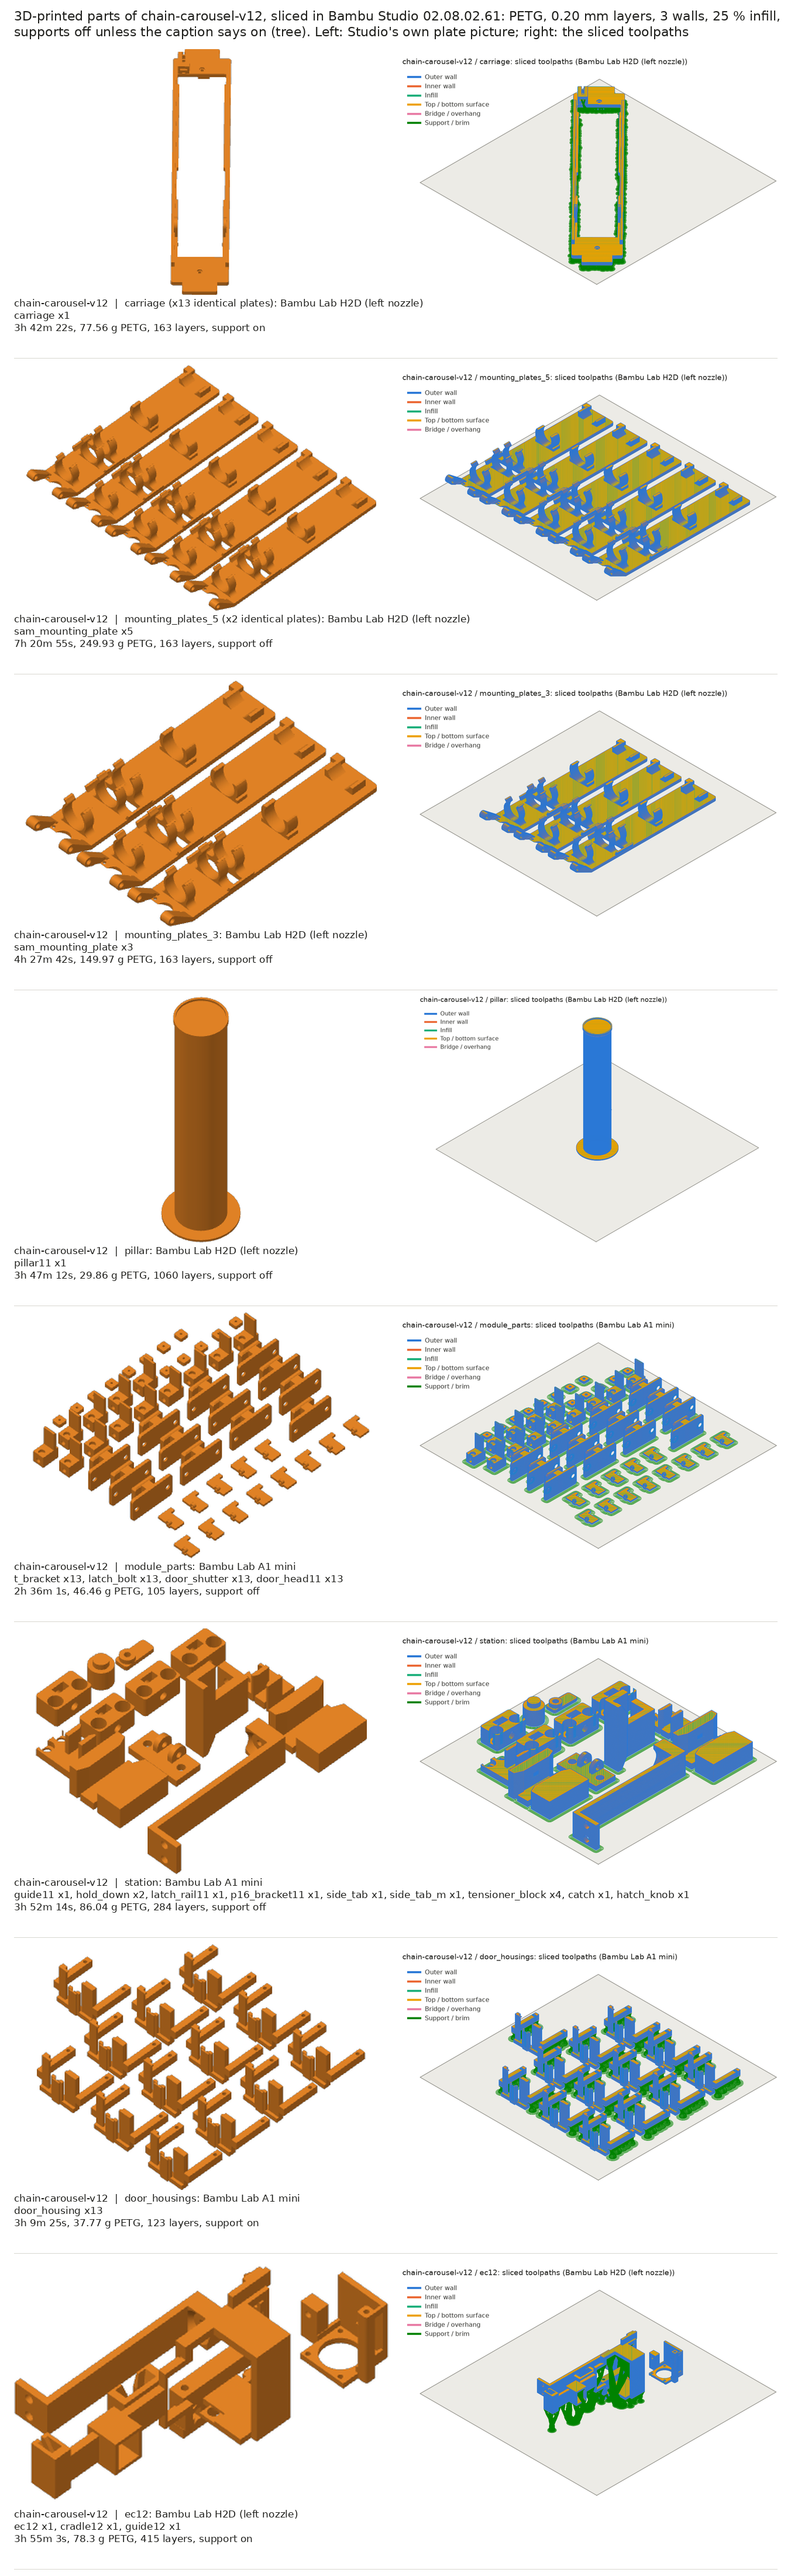 3D-printed parts of chain-carousel-v12, sliced in Bambu Studio 02.08.02.61: PETG, 0.20 mm layers, 3 walls, 25 % infill,
supports off unless the caption says on (tree). Left: Studio's own plate picture; right: the sliced toolpaths
chain-carousel-v12 / carriage: sliced toolpaths (Bambu Lab H2D (left nozzle))
Outer wall
Inner wall
Infill
Top / bottom surface
Bridge / overhang
Support / brim
chain-carousel-v12 | carriage (x13 identical plates): Bambu Lab H2D (left nozzle)
carriage x1
3h 42m 22s, 77.56 g PETG, 163 layers, support on
chain-carousel-v12 / mounting_plates_5: sliced toolpaths (Bambu Lab H2D (left nozzle))
Outer wall
Inner wall
Infill
Top / bottom surface
Bridge / overhang
chain-carousel-v12 | mounting_plates_5 (x2 identical plates): Bambu Lab H2D (left nozzle)
sam_mounting_plate x5
7h 20m 55s, 249.93 g PETG, 163 layers, support off
chain-carousel-v12 / mounting_plates_3: sliced toolpaths (Bambu Lab H2D (left nozzle))
Outer wall
Inner wall
Infill
Top / bottom surface
Bridge / overhang
chain-carousel-v12 | mounting_plates_3: Bambu Lab H2D (left nozzle)
sam_mounting_plate x3
4h 27m 42s, 149.97 g PETG, 163 layers, support off
chain-carousel-v12 / pillar: sliced toolpaths (Bambu Lab H2D (left nozzle))
Outer wall
Inner wall
Infill
Top / bottom surface
Bridge / overhang
chain-carousel-v12 | pillar: Bambu Lab H2D (left nozzle)
pillar11 x1
3h 47m 12s, 29.86 g PETG, 1060 layers, support off
chain-carousel-v12 / module_parts: sliced toolpaths (Bambu Lab A1 mini)
Outer wall
Inner wall
Infill
Top / bottom surface
Bridge / overhang
Support / brim
chain-carousel-v12 | module_parts: Bambu Lab A1 mini
t_bracket x13, latch_bolt x13, door_shutter x13, door_head11 x13
2h 36m 1s, 46.46 g PETG, 105 layers, support off
chain-carousel-v12 / station: sliced toolpaths (Bambu Lab A1 mini)
Outer wall
Inner wall
Infill
Top / bottom surface
Bridge / overhang
Support / brim
chain-carousel-v12 | station: Bambu Lab A1 mini
guide11 x1, hold_down x2, latch_rail11 x1, p16_bracket11 x1, side_tab x1, side_tab_m x1, tensioner_block x4, catch x1, hatch_knob x1
3h 52m 14s, 86.04 g PETG, 284 layers, support off
chain-carousel-v12 / door_housings: sliced toolpaths (Bambu Lab A1 mini)
Outer wall
Inner wall
Infill
Top / bottom surface
Bridge / overhang
Support / brim
chain-carousel-v12 | door_housings: Bambu Lab A1 mini
door_housing x13
3h 9m 25s, 37.77 g PETG, 123 layers, support on
chain-carousel-v12 / ec12: sliced toolpaths (Bambu Lab H2D (left nozzle))
Outer wall
Inner wall
Infill
Top / bottom surface
Bridge / overhang
Support / brim
chain-carousel-v12 | ec12: Bambu Lab H2D (left nozzle)
ec12 x1, cradle12 x1, guide12 x1
3h 55m 3s, 78.3 g PETG, 415 layers, support on